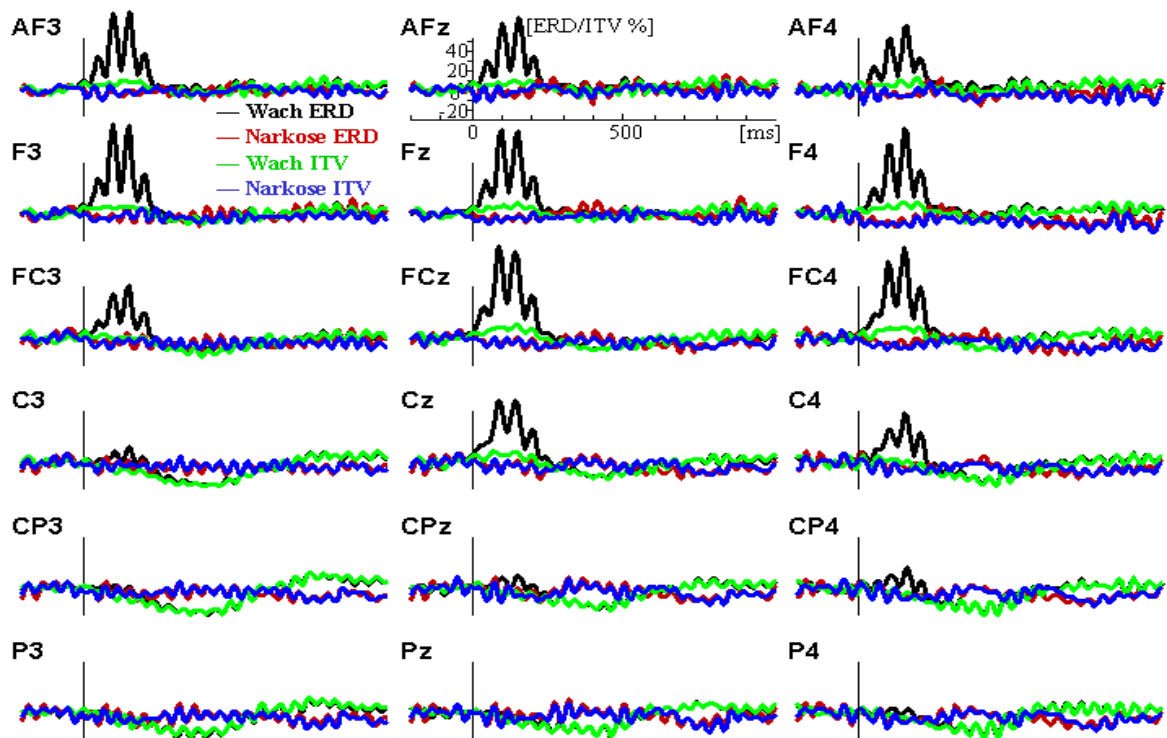 AF3 AFz [ERD/ITV %] AF4
40
20
0
-20
0 500 [ms]
Wach ERD
Narkose ERD
Wach ITV
Narkose ITV
F3 Fz F4
FC3 FCz FC4
C3 Cz C4
CP3 CPz CP4
P3 Pz P4